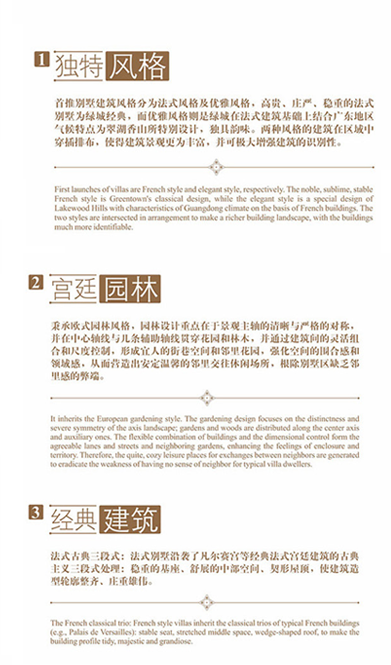 1 独特风格
首推别墅建筑风格分为法式风格及优雅风格，高贵、庄严、稳重的法式
别墅为绿城经典，而优雅风格则是绿城在法式建筑基础上结合广东地区
气候特点为翠湖香山所特别设计，独具韵味。两种风格的建筑在区域中
穿插排布，使得建筑景观更为丰富，并可极大增强建筑的识别性。
First launches of villas are French style and elegant style, respectively. The noble, sublime, stable
French style is Greentown's classical design, while the elegant style is a special design of
Lakewood Hills with characteristics of Guangdong climate on the basis of French buildings. The
two styles are intersected in arrangement to make a richer building landscape, with the buildings
much more identifiable.
2 宫廷园林
秉承欧式园林风格，园林设计重点在于景观主轴的清晰与严格的对称，
并在中心轴线与几条辅助轴线贯穿花园和林木，并通过建筑间的灵活组
合和尺度控制，形成宜人的街巷空间和邻里花园，强化空间的围合感和
领域感，从而营造出安定温馨的邻里交往休闲场所，根除别墅区缺乏邻
里感的弊端。
It inherits the European gardening style. The gardening design focuses on the distinctness and
severe symmetry of the axis landscape; gardens and woods are distributed along the center axis
and auxiliary ones. The flexible combination of buildings and the dimensional control form the
agreeable lanes and streets and neighboring gardens, enhancing the feelings of enclosure and
territory. Therefore, the quite, cozy leisure places for exchanges between neighbors are generated
to eradicate the weakness of having no sense of neighbor for typical villa dwellers.
3 经典建筑
法式古典三段式：法式别墅沿袭了凡尔赛宫等经典法式宫廷建筑的古典
主义三段式处理：稳重的基座、舒展的中部空间、契形屋顶，使建筑造
型轮廓整齐、庄重雄伟。
The French classical trio: French style villas inherit the classical trios of typical French buildings
(e.g., Palais de Versailles): stable seat, stretched middle space, wedge-shaped roof, to make the
building profile tidy, majestic and grandiose.